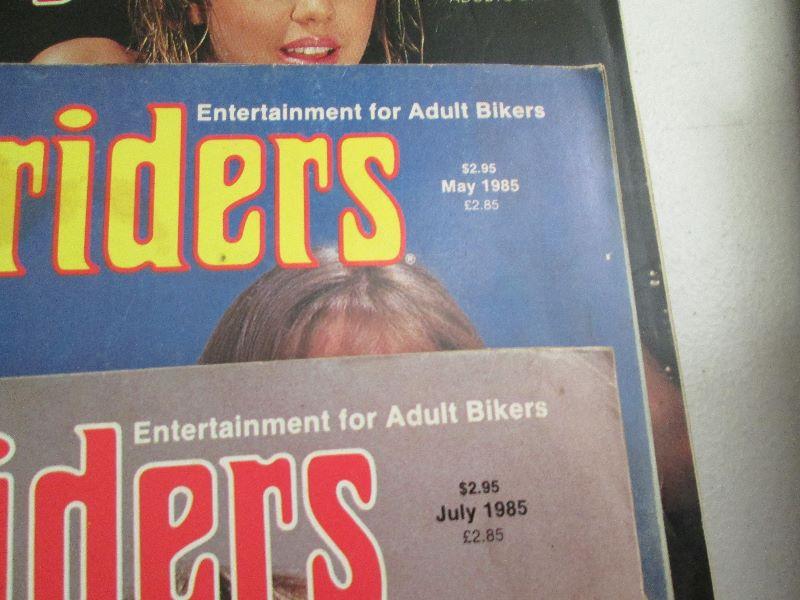 Entertainment for Adult Bikers
riders®
$2.95
May 1985
£2.85
Entertainment for Adult Bikers
iders
$2.95
July 1985
£2.85